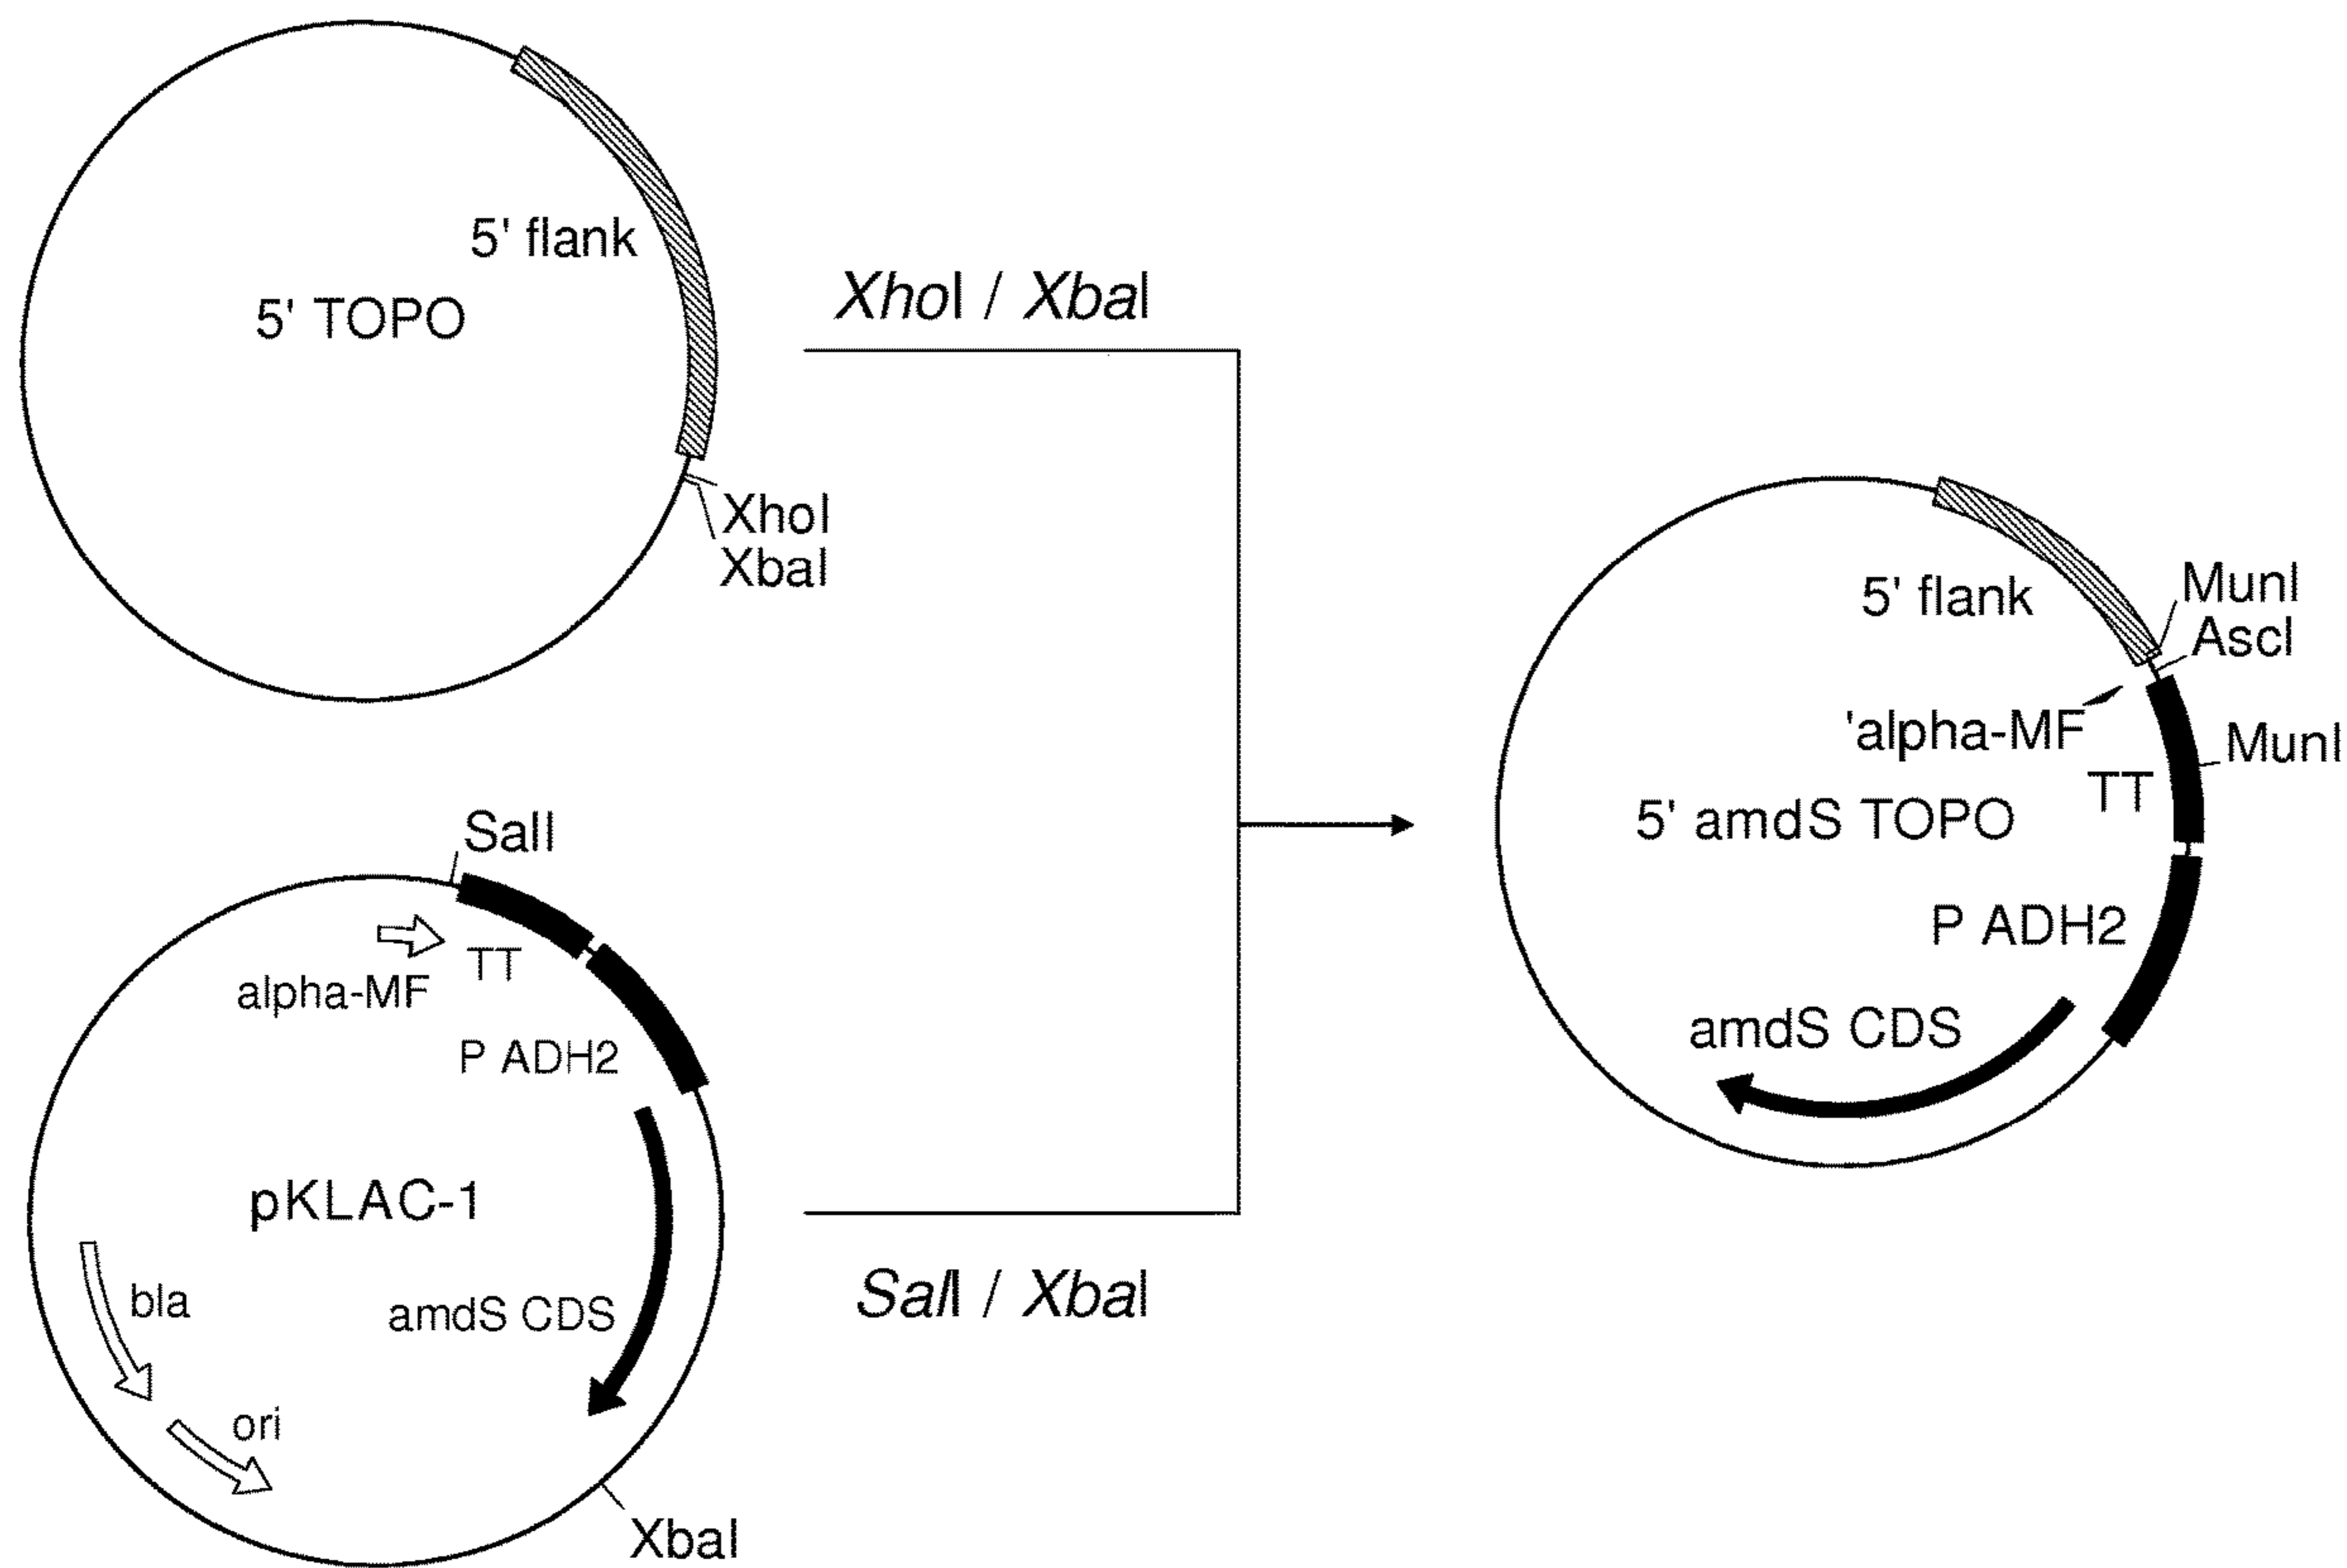 5' flank
5' TOPO
XhoI
XbaI
XhoI / XbaI
SalI
alpha-MF
TT
P ADH2
pKLAC-1
bla
amdS CDS
ori
XbaI
SalI / XbaI
5' flank
MunI
AscI
'alpha-MF
MunI
TT
5' amdS TOPO
P ADH2
amdS CDS